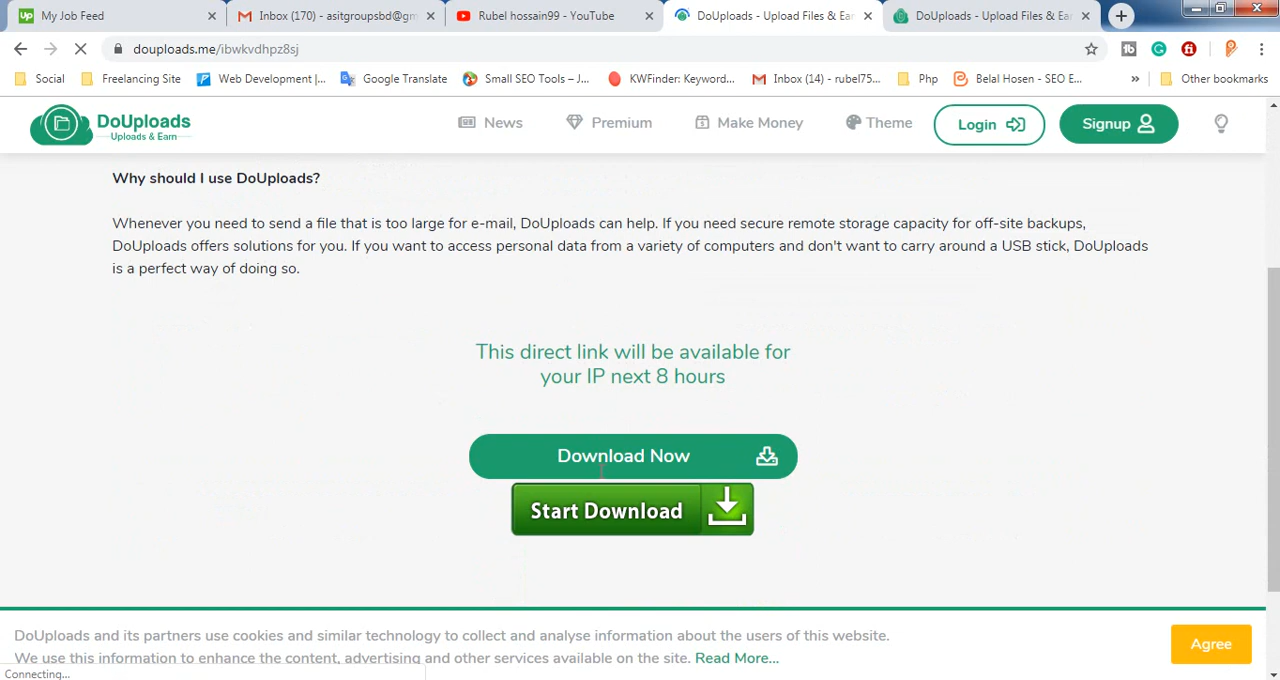 Up My Job Feed
Inbox (170) - asitgroupsbd@gm
Rubel hossain99 - YouTube
DoUploads - Upload Files & Ear
DoUploads - Upload Files & Ear
douploads.me/ibwkvdhpz8sj
Social
Freelancing Site
Web Development |...
Google Translate
Small SEO Tools – J...
KWFinder: Keyword...
Inbox (14) - rubel75...
Php
Belal Hosen - SEO E...
»
Other bookmarks
DoUploads
Uploads & Earn
News
Premium
Make Money
Theme
Login
Signup
Why should I use DoUploads?
Whenever you need to send a file that is too large for e-mail, DoUploads can help. If you need secure remote storage capacity for off-site backups,
DoUploads offers solutions for you. If you want to access personal data from a variety of computers and don't want to carry around a USB stick, DoUploads
is a perfect way of doing so.
This direct link will be available for
your IP next 8 hours
Download Now
Start Download
DoUploads and its partners use cookies and similar technology to collect and analyse information about the users of this website.
We use this information to enhance the content, advertising and other services available on the site. Read More...
Agree
Connecting...